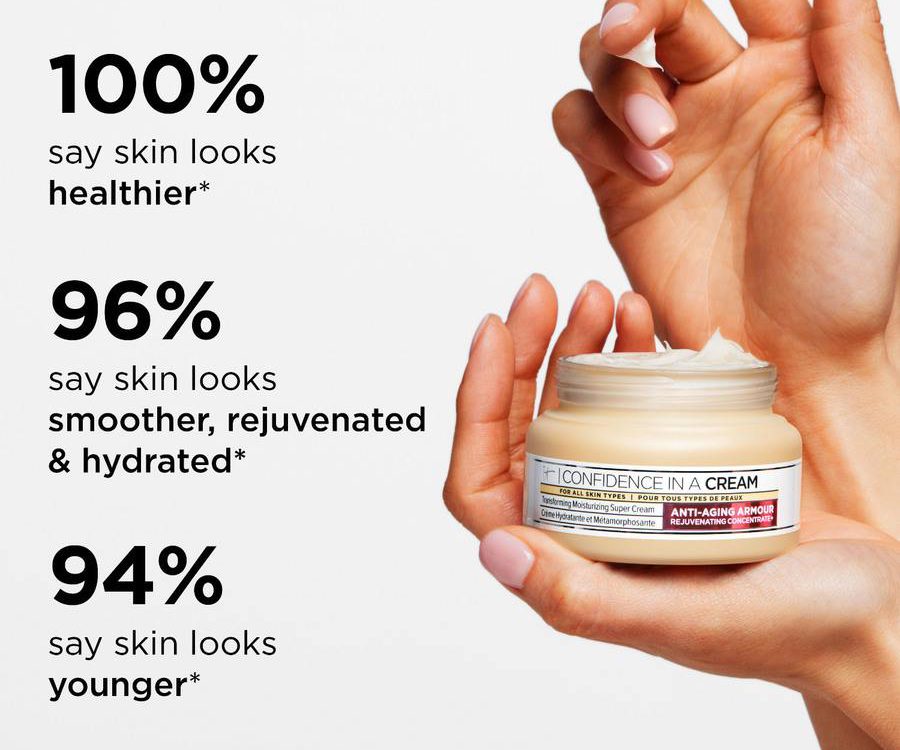 100%
say skin looks
healthier*
96%
say skin looks
smoother, rejuvenated
& hydrated*
94%
say skin looks
younger*
it | CONFIDENCE IN A CREAM
FOR ALL SKIN TYPES | POUR TOUS TYPES DE PEAUX
Transforming Moisturizing Super Cream
Crème Hydratante et Métamorphosante
ANTI-AGING ARMOUR
REJUVENATING CONCENTRATE